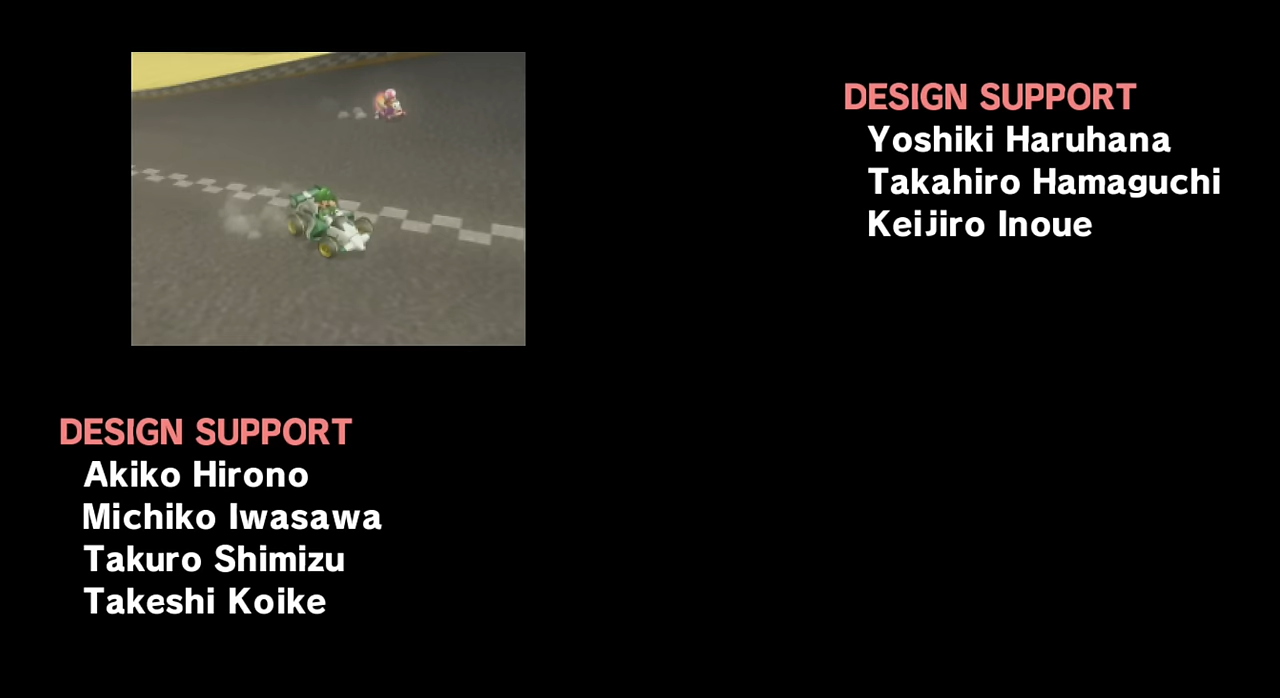 DESIGN SUPPORT
Yoshiki Haruhana
Takahiro Hamaguchi
Keijiro Inoue
DESIGN SUPPORT
Akiko Hirono
Michiko Iwasawa
Takuro Shimizu
Takeshi Koike